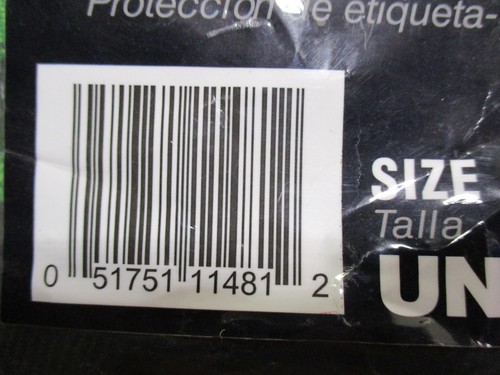 Protección de etiqueta-
SIZE
Talla
UN
0 51751 11481 2